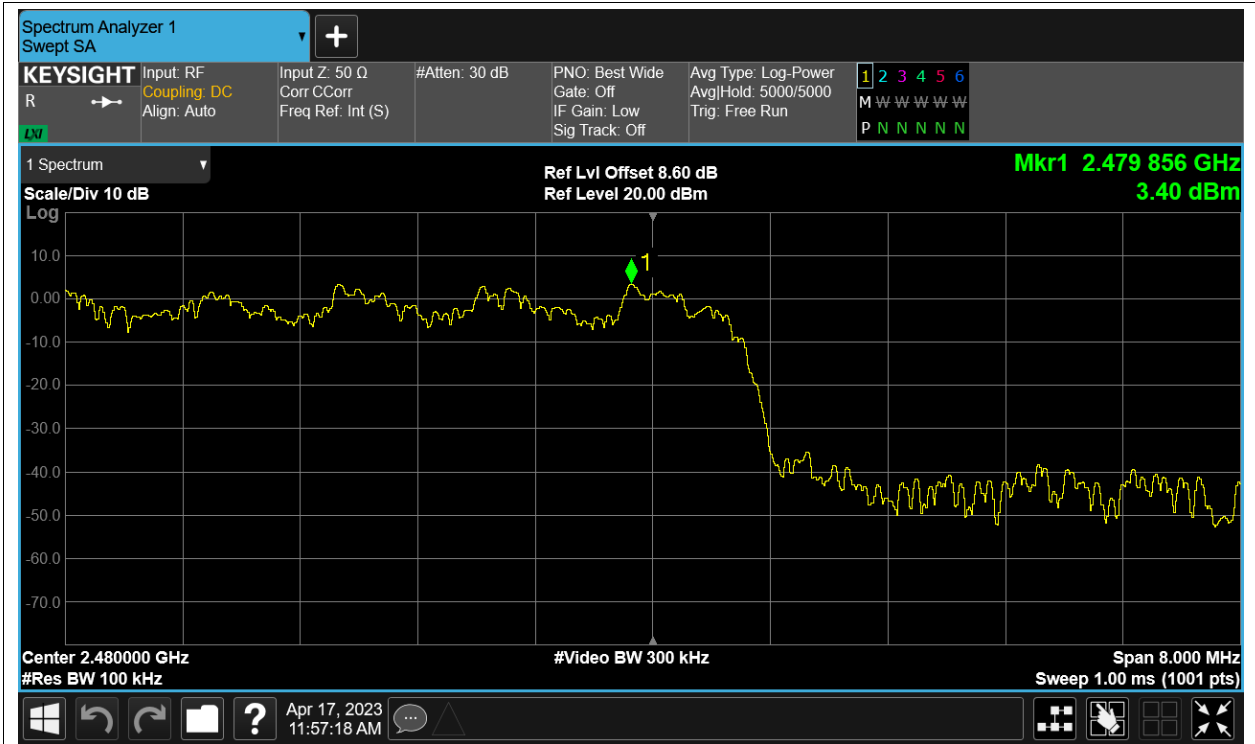 Spectrum Analyzer 1
Swept SA
KEYSIGHT
R
LXI
Input: RF
Coupling: DC
Align: Auto
Input Z: 50 Ω
Corr CCorr
Freq Ref: Int (S)
#Atten: 30 dB
PNO: Best Wide
Gate: Off
IF Gain: Low
Sig Track: Off
Avg Type: Log-Power
Avg|Hold: 5000/5000
Trig: Free Run
1 2 3 4 5 6
M W W W W W
P N N N N N
1 Spectrum
Scale/Div 10 dB
Log
Ref Lvl Offset 8.60 dB
Ref Level 20.00 dBm
Mkr1 2.479 856 GHz
3.40 dBm
1
10.0
0.00
-10.0
-20.0
-30.0
-40.0
-50.0
-60.0
-70.0
Center 2.480000 GHz
#Res BW 100 kHz
#Video BW 300 kHz
Span 8.000 MHz
Sweep 1.00 ms (1001 pts)
?
Apr 17, 2023
11:57:18 AM